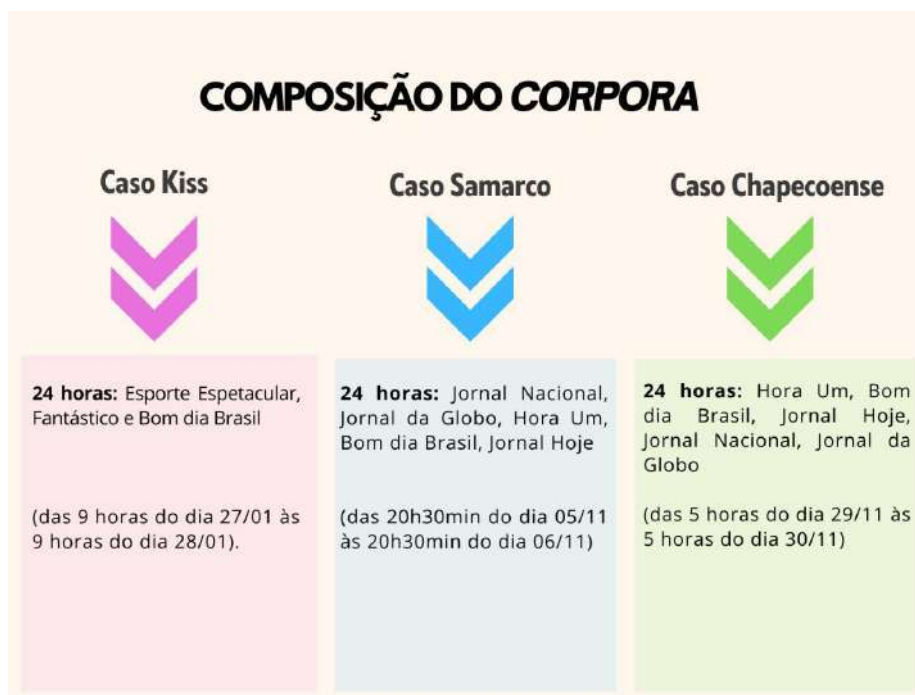 COMPOSIÇÃO DO CORPORA
Caso Kiss
24 horas: Esporte Espetacular,
Fantástico e Bom dia Brasil
(das 9 horas do dia 27/01 às
9 horas do dia 28/01).
Caso Samarco
24 horas: Jornal Nacional,
Jornal da Globo, Hora Um,
Bom dia Brasil, Jornal Hoje
(das 20h30min do dia 05/11
às 20h30min do dia 06/11)
Caso Chapecoense
24 horas: Hora Um, Bom
dia Brasil, Jornal Hoje,
Jornal Nacional, Jornal da
Globo
(das 5 horas do dia 29/11 às
5 horas do dia 30/11)